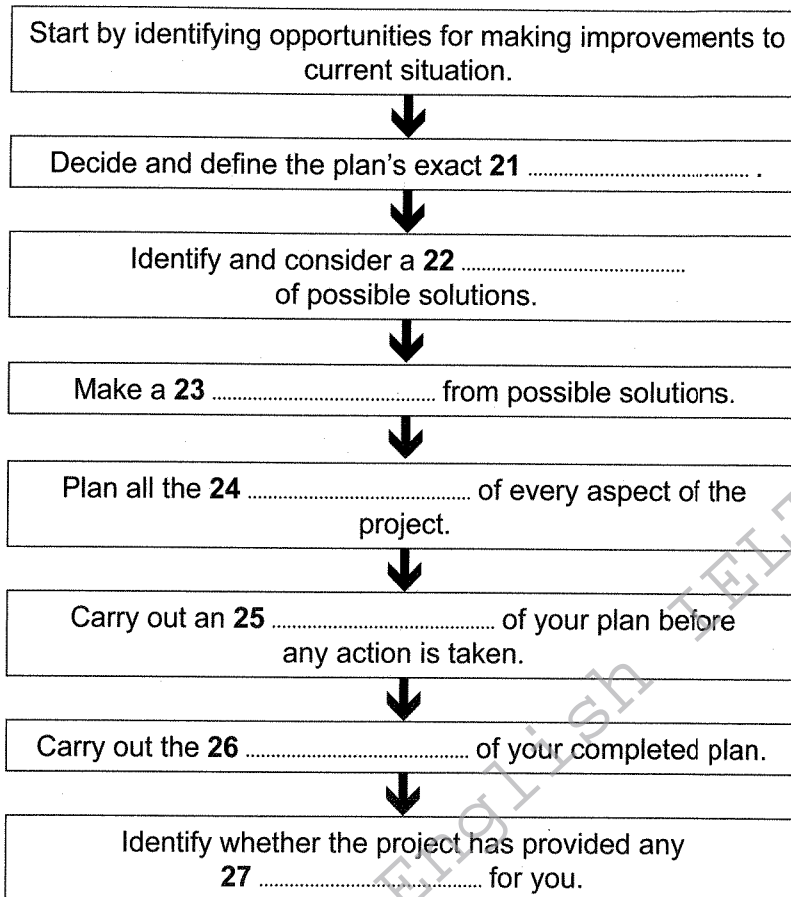 Start by identifying opportunities for making improvements to
current situation.
Decide and define the plan's exact 21 .................................... .
Identify and consider a 22 ....................................
of possible solutions.
Make a 23 .................................... from possible solutions.
Plan all the 24 .................................... of every aspect of the
project.
Carry out an 25 .................................... of your plan before
any action is taken.
Carry out the 26 .................................... of your completed plan.
Identify whether the project has provided any
27 .................................... for you.
English IELT